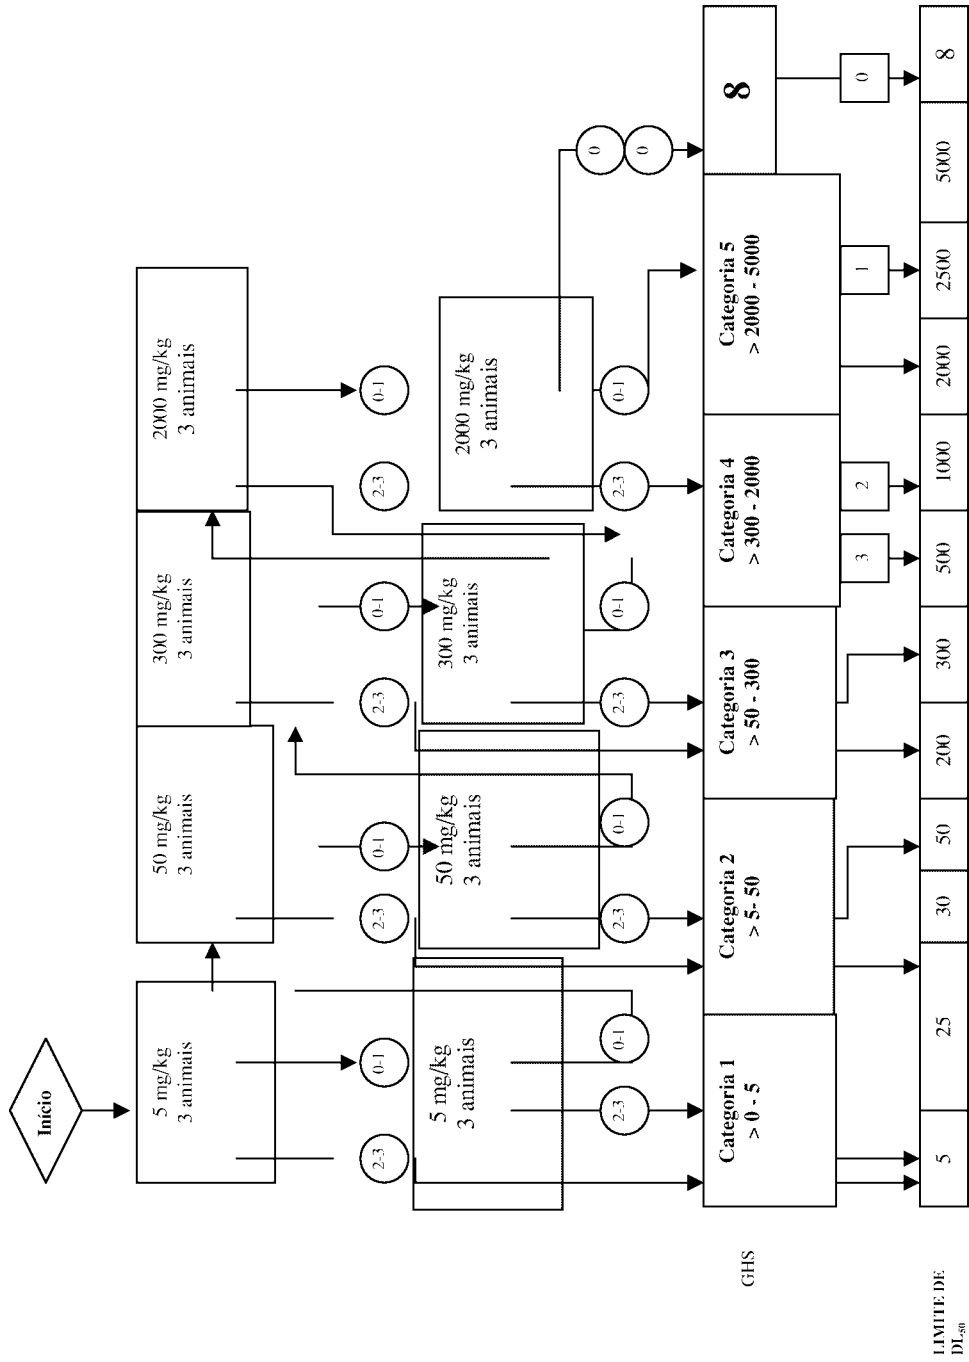 Início
5 mg/kg
3 animais
50 mg/kg
3 animais
300 mg/kg
3 animais
2000 mg/kg
3 animais
2-3
0-1
2-3
0-1
2-3
0-1
2-3
0-1
5 mg/kg
3 animais
50 mg/kg
3 animais
300 mg/kg
3 animais
2000 mg/kg
3 animais
2-3
0-1
2-3
0-1
2-3
0-1
2-3
0-1
0
0
GHS
Categoria 1
> 0 - 5
Categoria 2
> 5- 50
Categoria 3
> 50 - 300
Categoria 4
> 300 - 2000
Categoria 5
> 2000 - 5000
∞
3
2
1
0
LIMITE DE
DL50
5
25
30
50
200
300
500
1000
2000
2500
5000
∞